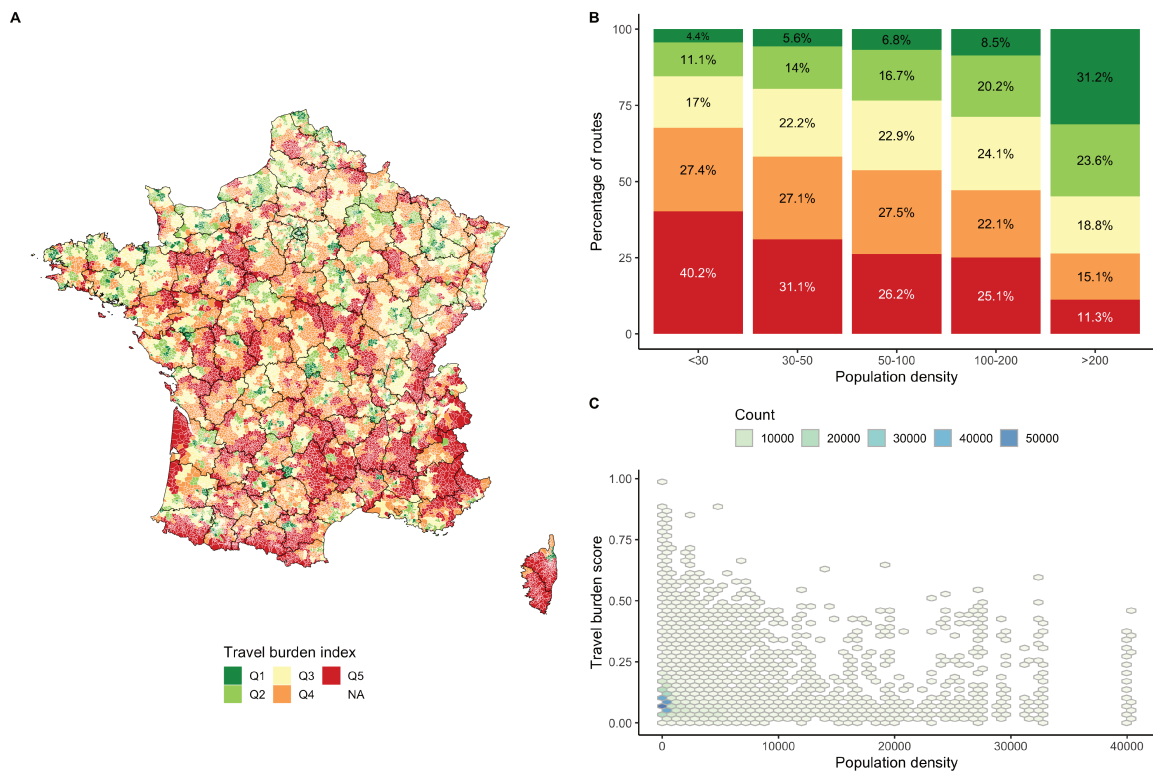 A
Travel burden index
Q1 Q3 Q5
Q2 Q4 NA
B
Percentage of routes
100
75
50
25
0
4.4% 5.6% 6.8% 8.5% 31.2%
11.1% 14% 16.7% 20.2% 23.6%
17% 22.2% 22.9% 24.1% 18.8%
27.4% 27.1% 27.5% 22.1% 15.1%
40.2% 31.1% 26.2% 25.1% 11.3%
<30 30-50 50-100 100-200 >200
Population density
C
Count
10000 20000 30000 40000 50000
Travel burden score
1.00
0.75
0.50
0.25
0.00
0 10000 20000 30000 40000
Population density